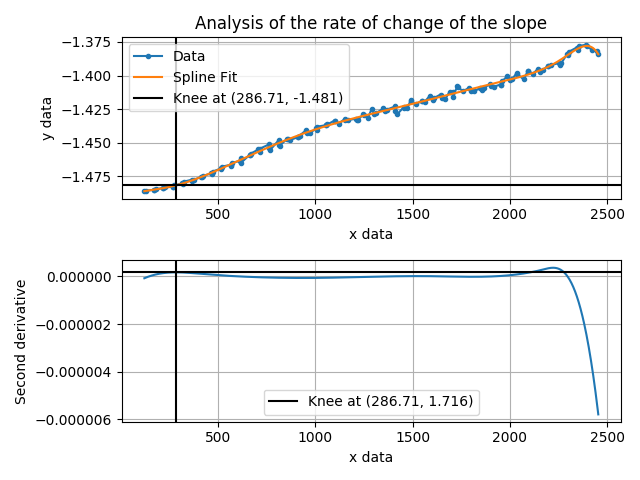 Analysis of the rate of change of the slope
−1.375
−1.400
−1.425
−1.450
−1.475
y data
Data
Spline Fit
Knee at (286.71, -1.481)
500
1000
1500
2000
2500
x data
0.000000
−0.000002
−0.000004
−0.000006
Second derivative
Knee at (286.71, 1.716)
500
1000
1500
2000
2500
x data